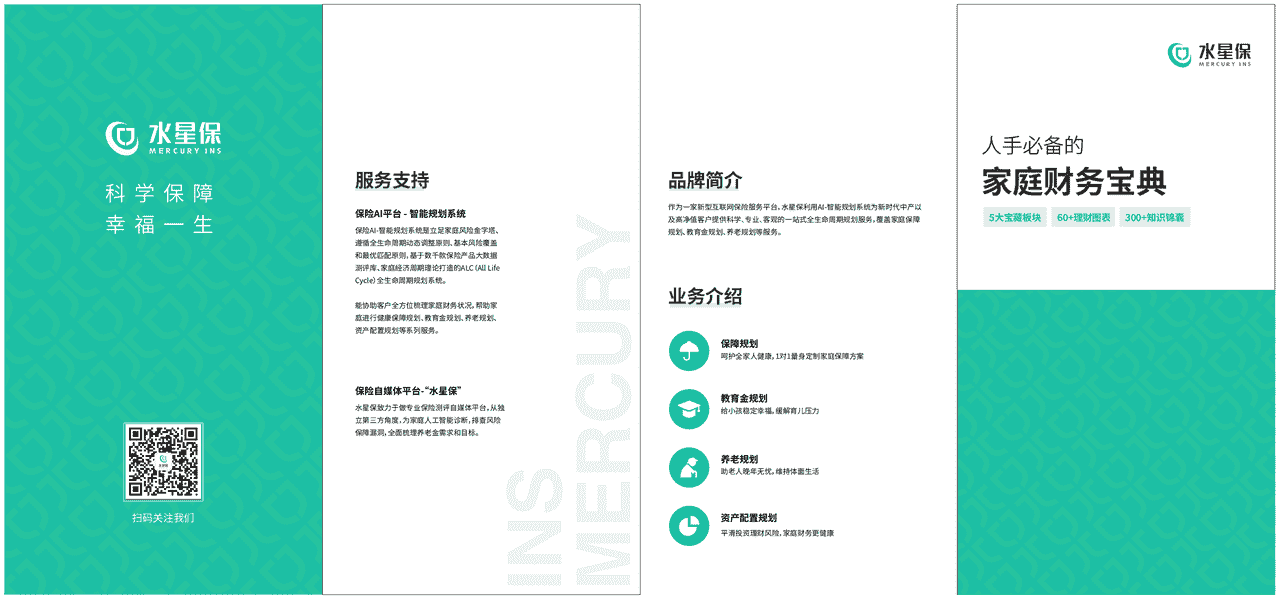 水星保
MERCURY INS
科学保障
幸福一生
扫码关注我们
服务支持
保险AI平台 - 智能规划系统
保险AI-智能规划系统是立足家庭风险金字塔、
遵循全生命周期动态调整原则、基本风险覆盖
和最优匹配原则，基于数千款保险产品大数据
测评库、家庭经济周期理论打造的ALC（All Life
Cycle）全生命周期规划系统。
能协助客户全方位梳理家庭财务状况，帮助家
庭进行健康保障规划、教育金规划、养老规划、
资产配置规划等系列服务。
保险自媒体平台-“水星保”
水星保致力于做专业保险测评自媒体平台，从独
立第三方角度，为家庭人工智能诊断，排查风险
保障漏洞，全面梳理养老金需求和目标。
INS
MERCURY
品牌简介
作为一家新型互联网保险服务平台，水星保利用AI-智能规划系统为新时代中产以
及高净值客户提供科学、专业、客观的一站式全生命周期规划服务，覆盖家庭保障
规划、教育金规划、养老规划等服务。
业务介绍
保障规划
呵护全家人健康，1对1量身定制家庭保障方案
教育金规划
给小孩稳定幸福，缓解育儿压力
养老规划
助老人晚年无忧，维持体面生活
资产配置规划
平滑投资理财风险，家庭财务更健康
水星保
MERCURY INS
人手必备的
家庭财务宝典
5大宝藏板块 60+理财图表 300+知识锦囊